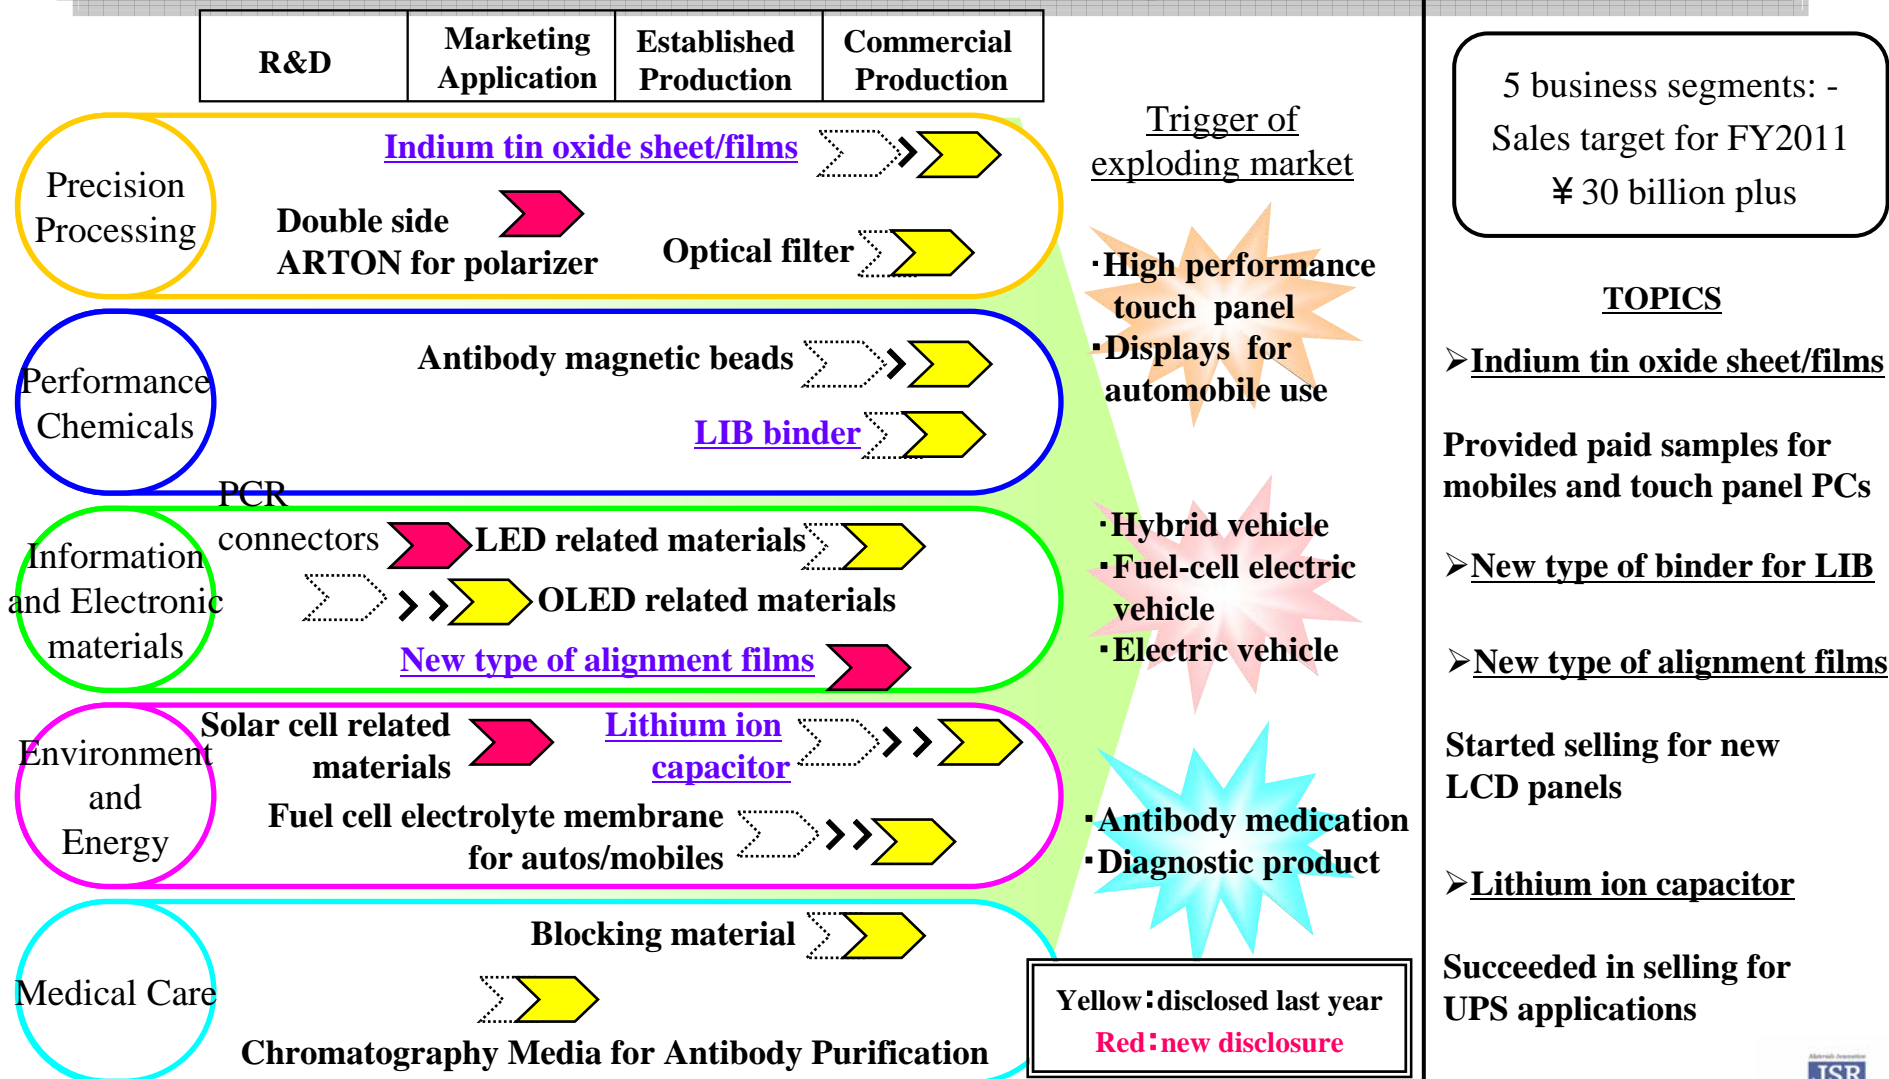 R&D
Marketing
Application
Established
Production
Commercial
Production
Precision
Processing
Indium tin oxide sheet/films
Double side
ARTON for polarizer
Optical filter
Performance
Chemicals
Antibody magnetic beads
LIB binder
Information
and Electronic
materials
PCR
connectors
LED related materials
OLED related materials
New type of alignment films
Environment
and
Energy
Solar cell related
materials
Lithium ion
capacitor
Fuel cell electrolyte membrane
for autos/mobiles
Medical Care
Blocking material
Chromatography Media for Antibody Purification
Trigger of
exploding market
・High performance
touch panel
・Displays for
automobile use
・Hybrid vehicle
・Fuel-cell electric
vehicle
・Electric vehicle
・Antibody medication
・Diagnostic product
Yellow：disclosed last year
Red：new disclosure
5 business segments: -
Sales target for FY2011
¥ 30 billion plus
TOPICS
➢Indium tin oxide sheet/films
Provided paid samples for
mobiles and touch panel PCs
➢New type of binder for LIB
➢New type of alignment films
Started selling for new
LCD panels
➢Lithium ion capacitor
Succeeded in selling for
UPS applications
Materials Innovation
JSR